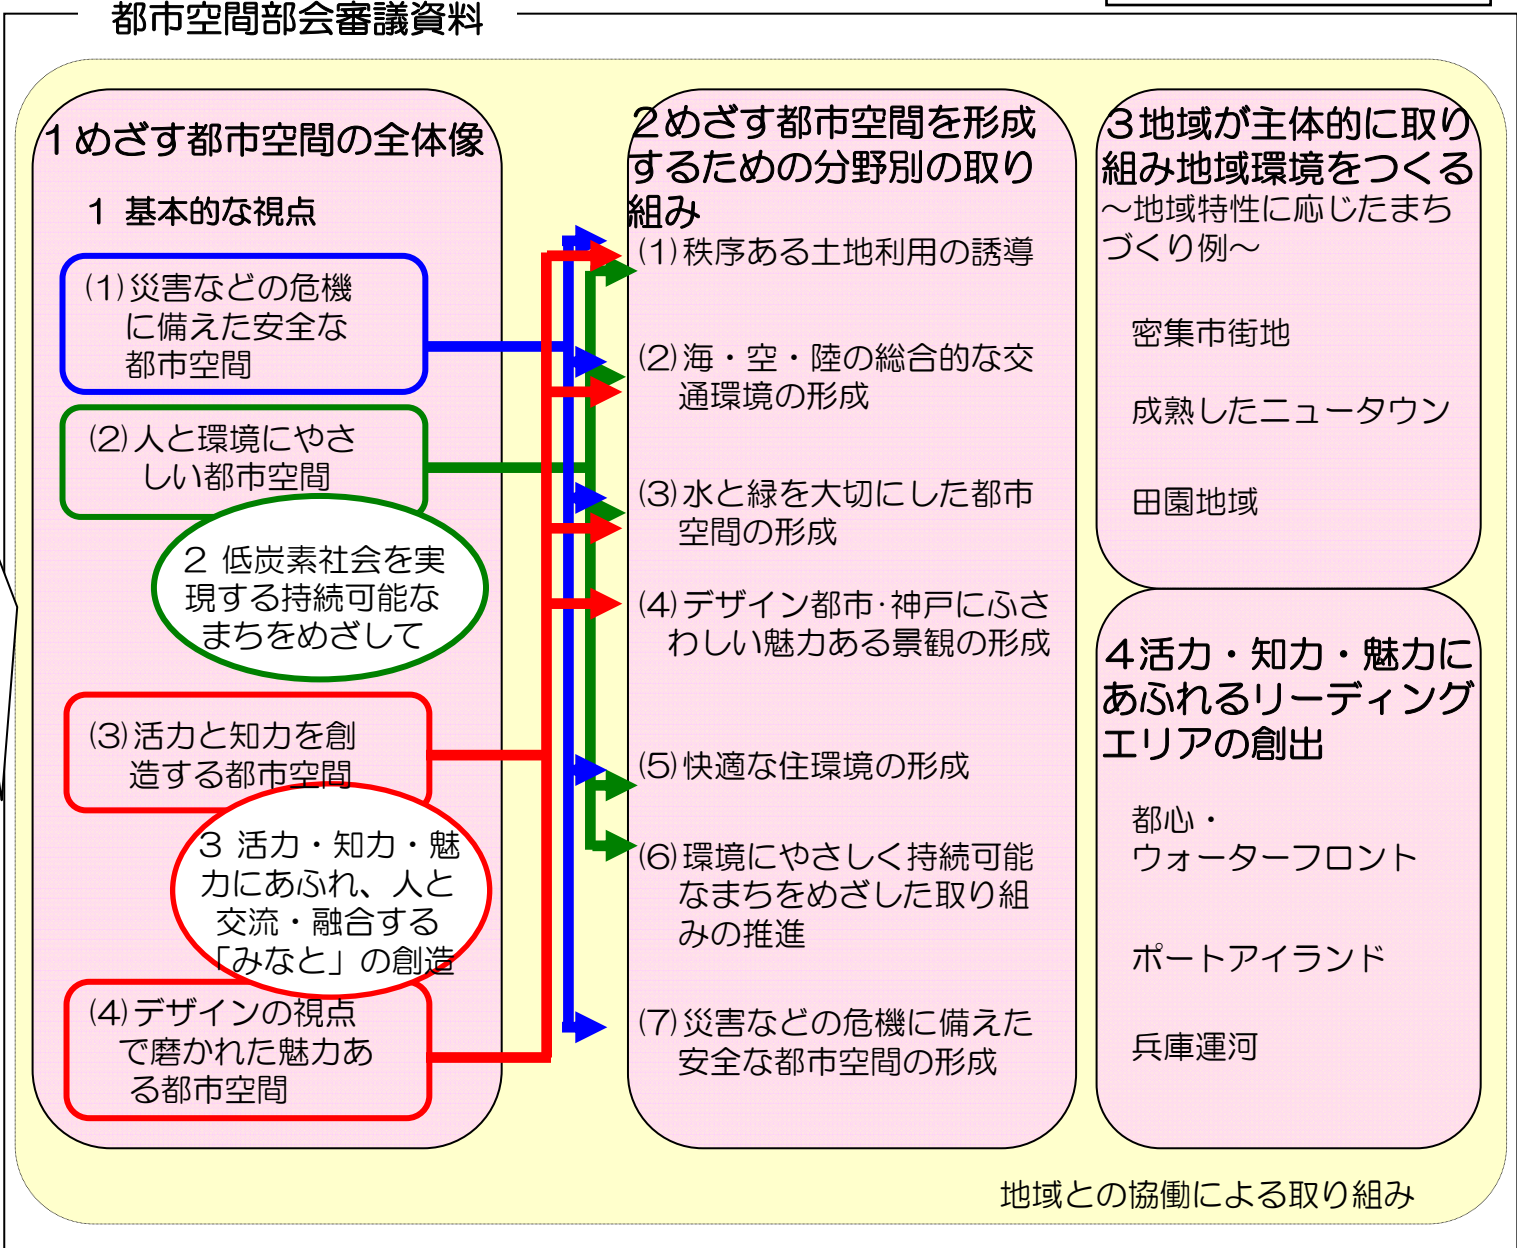 都市空間部会審議資料
１めざす都市空間の全体像
１ 基本的な視点
(1)災害などの危機
に備えた安全な
都市空間
(2)人と環境にやさ
しい都市空間
２ 低炭素社会を実
現する持続可能な
まちをめざして
(3)活力と知力を創
造する都市空間
３ 活力・知力・魅
力にあふれ、人と
交流・融合する
「みなと」の創造
(4)デザインの視点
で磨かれた魅力あ
る都市空間
２めざす都市空間を形成
するための分野別の取り
組み
(1)秩序ある土地利用の誘導
(2)海・空・陸の総合的な交
通環境の形成
(3)水と緑を大切にした都市
空間の形成
(4)デザイン都市･神戸にふさ
わしい魅力ある景観の形成
(5)快適な住環境の形成
(6)環境にやさしく持続可能
なまちをめざした取り組
みの推進
(7)災害などの危機に備えた
安全な都市空間の形成
３地域が主体的に取り
組み地域環境をつくる
～地域特性に応じたまち
づくり例～
密集市街地
成熟したニュータウン
田園地域
４活力・知力・魅力に
あふれるリーディング
エリアの創出
都心・
ウォーターフロント
ポートアイランド
兵庫運河
地域との協働による取り組み